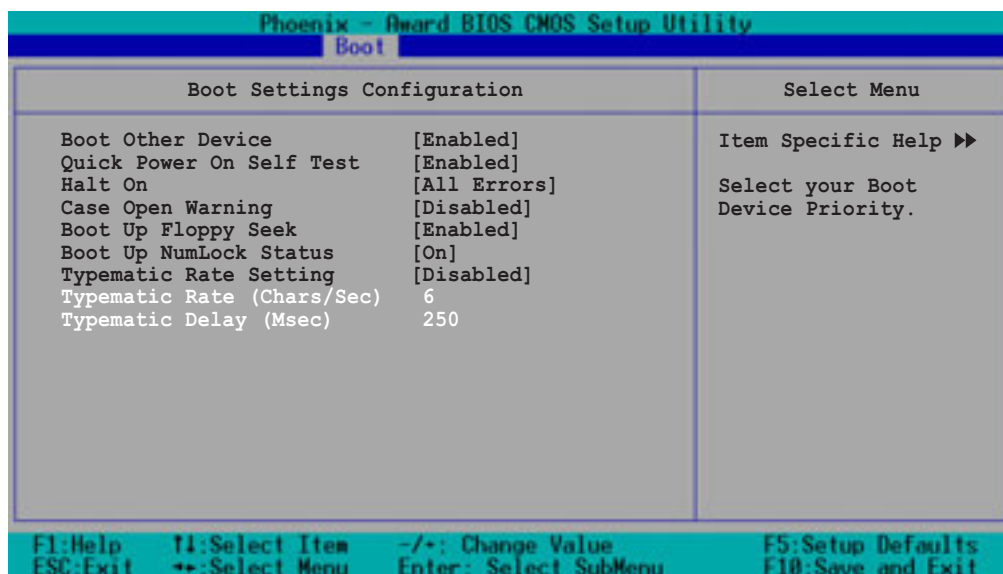 Phoenix - Award BIOS CMOS Setup Utility
Boot
Boot Settings Configuration
Select Menu
Boot Other Device [Enabled]
Quick Power On Self Test [Enabled]
Halt On [All Errors]
Case Open Warning [Disabled]
Boot Up Floppy Seek [Enabled]
Boot Up NumLock Status [On]
Typematic Rate Setting [Disabled]
Typematic Rate (Chars/Sec) 6
Typematic Delay (Msec) 250
Item Specific Help ▶▶
Select your Boot
Device Priority.
F1:Help ↑↓:Select Item -/+: Change Value F5:Setup Defaults
ESC:Exit ←→:Select Menu Enter: Select SubMenu F10:Save and Exit